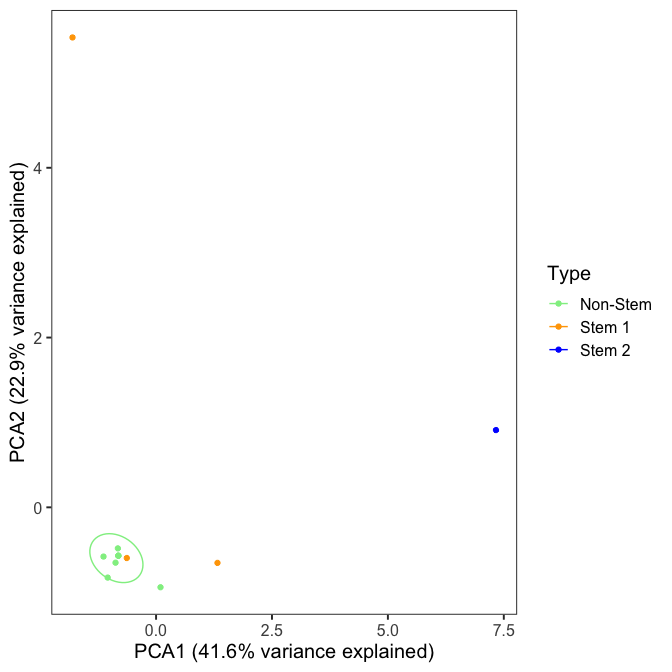 PCA2 (22.9% variance explained)
4
2
0
0.0
2.5
5.0
7.5
PCA1 (41.6% variance explained)
Type
Non-Stem
Stem 1
Stem 2